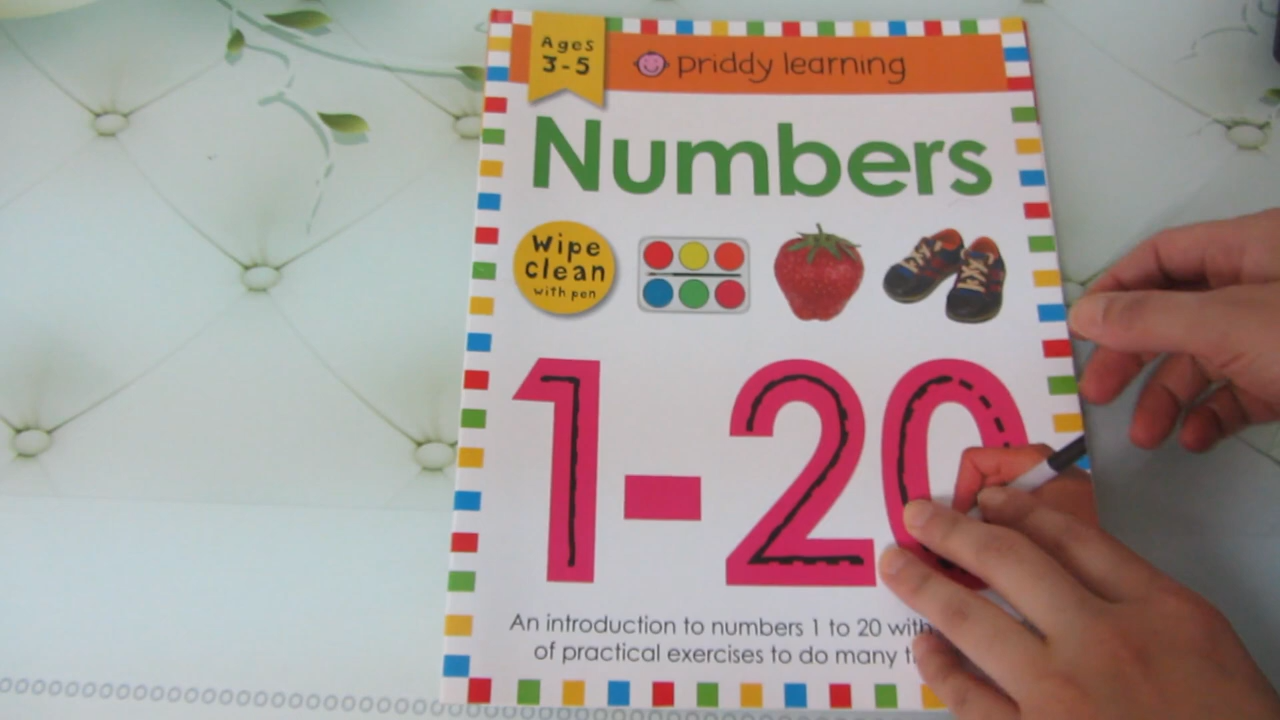 Ages
3-5
priddy learning
Numbers
Wipe
clean
with pen
1-20
An introduction to numbers 1 to 20 with
of practical exercises to do many